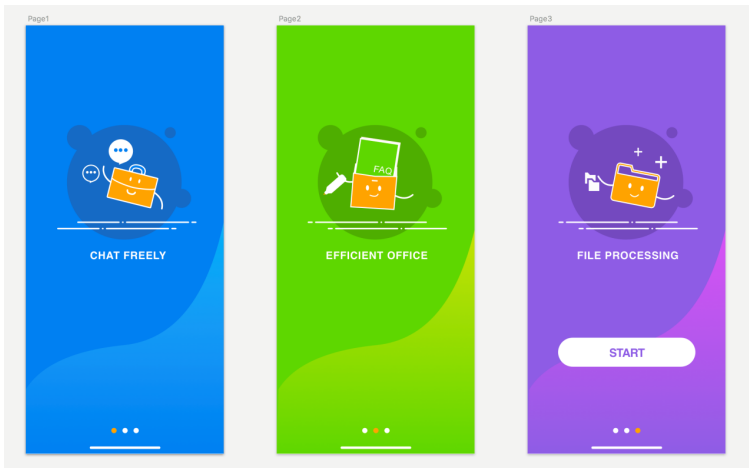 Page1
Page2
Page3
FAQ
CHAT FREELY
EFFICIENT OFFICE
FILE PROCESSING
START